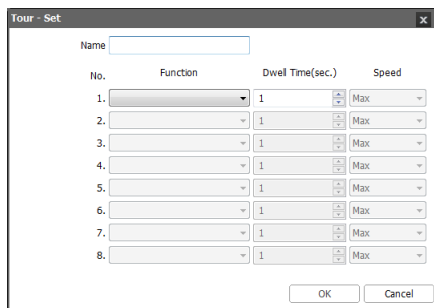 Tour - Set
Name
No. Function Dwell Time(sec.) Speed
1. 1 Max
2. 1 Max
3. 1 Max
4. 1 Max
5. 1 Max
6. 1 Max
7. 1 Max
8. 1 Max
OK Cancel